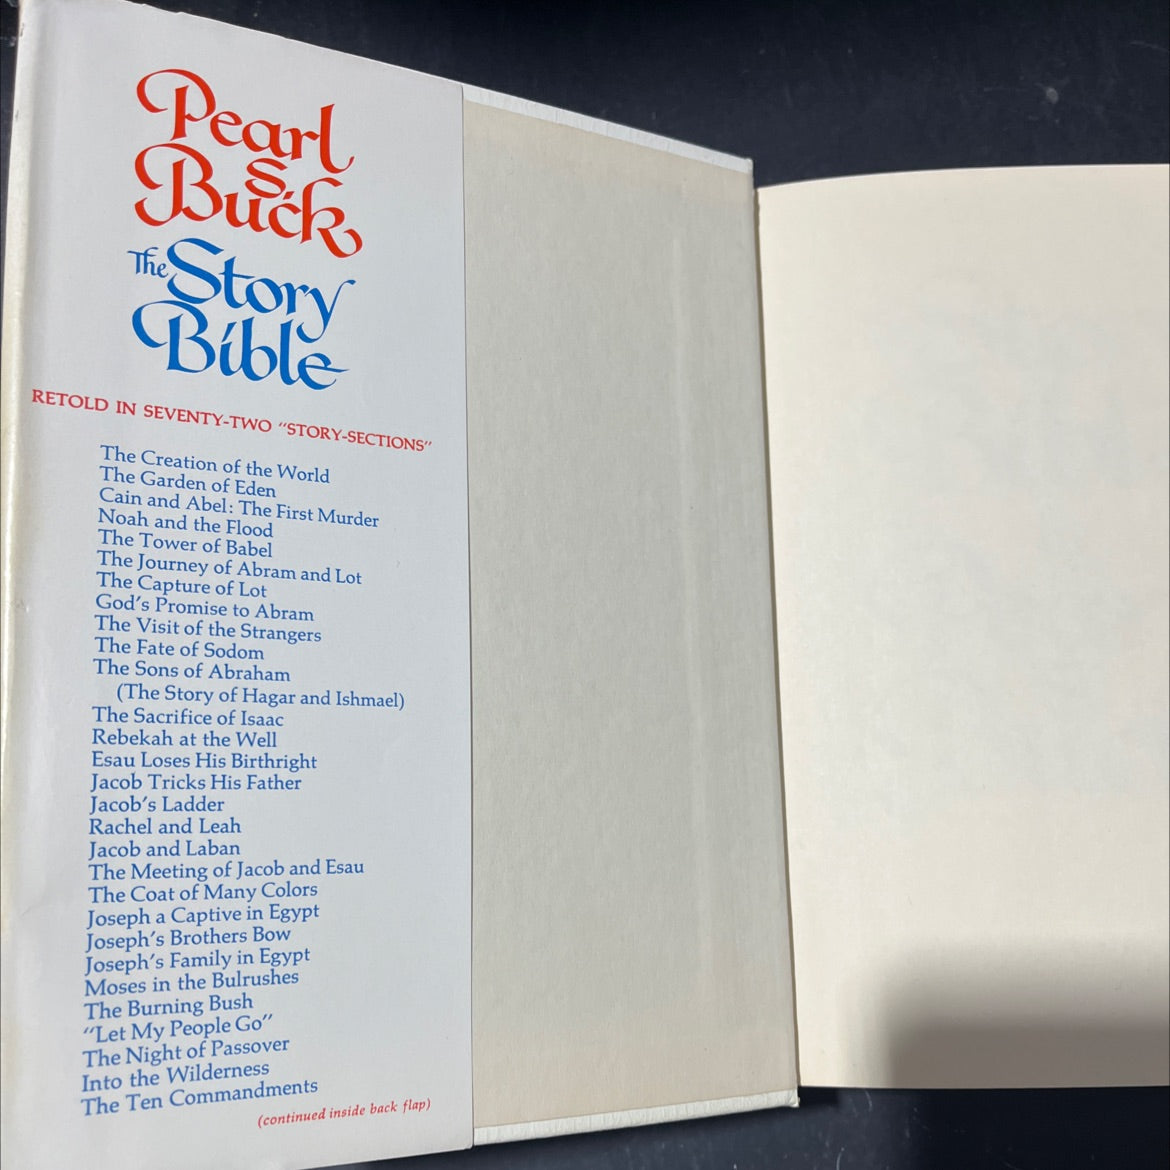 Pearl
S.
Buck
The Story
Bible
RETOLD IN SEVENTY-TWO “STORY-SECTIONS”
The Creation of the World
The Garden of Eden
Cain and Abel: The First Murder
Noah and the Flood
The Tower of Babel
The Journey of Abram and Lot
The Capture of Lot
God's Promise to Abram
The Visit of the Strangers
The Fate of Sodom
The Sons of Abraham
(The Story of Hagar and Ishmael)
The Sacrifice of Isaac
Rebekah at the Well
Esau Loses His Birthright
Jacob Tricks His Father
Jacob's Ladder
Rachel and Leah
Jacob and Laban
The Meeting of Jacob and Esau
The Coat of Many Colors
Joseph a Captive in Egypt
Joseph's Brothers Bow
Joseph's Family in Egypt
Moses in the Bulrushes
The Burning Bush
“Let My People Go”
The Night of Passover
Into the Wilderness
The Ten Commandments
(continued inside back flap)